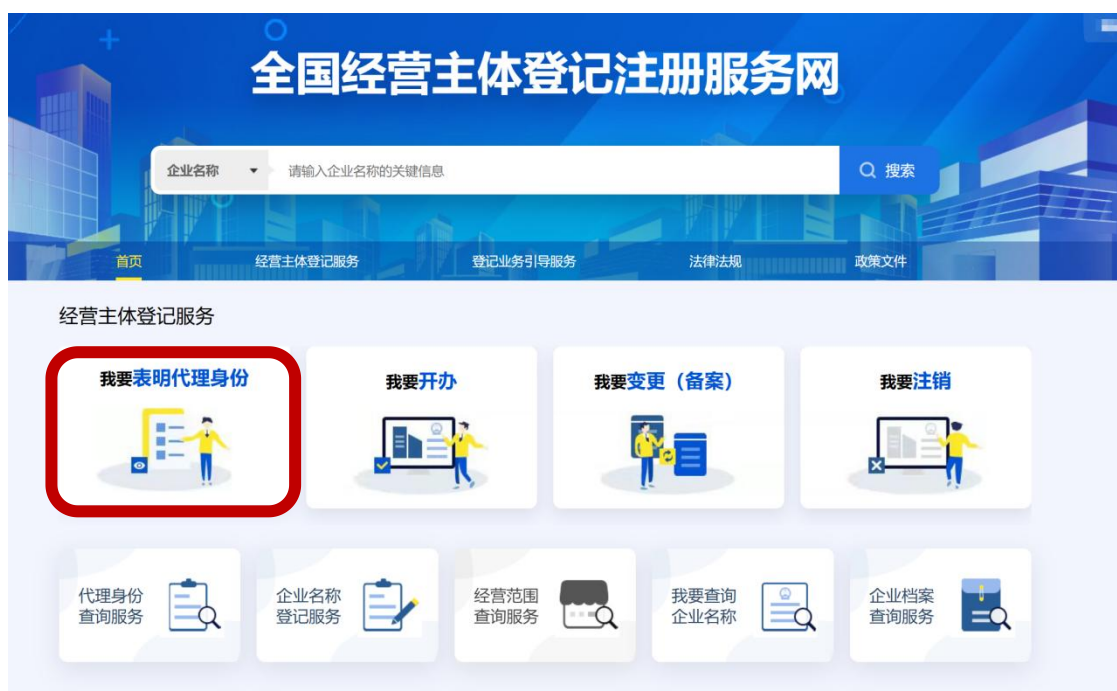 全国经营主体登记注册服务网
企业名称 请输入企业名称的关键信息 搜索
首页 经营主体登记服务 登记业务引导服务 法律法规 政策文件
经营主体登记服务
我要表明代理身份 我要开办 我要变更（备案） 我要注销
代理身份
查询服务
企业名称
登记服务
经营范围
查询服务
我要查询
企业名称
企业档案
查询服务